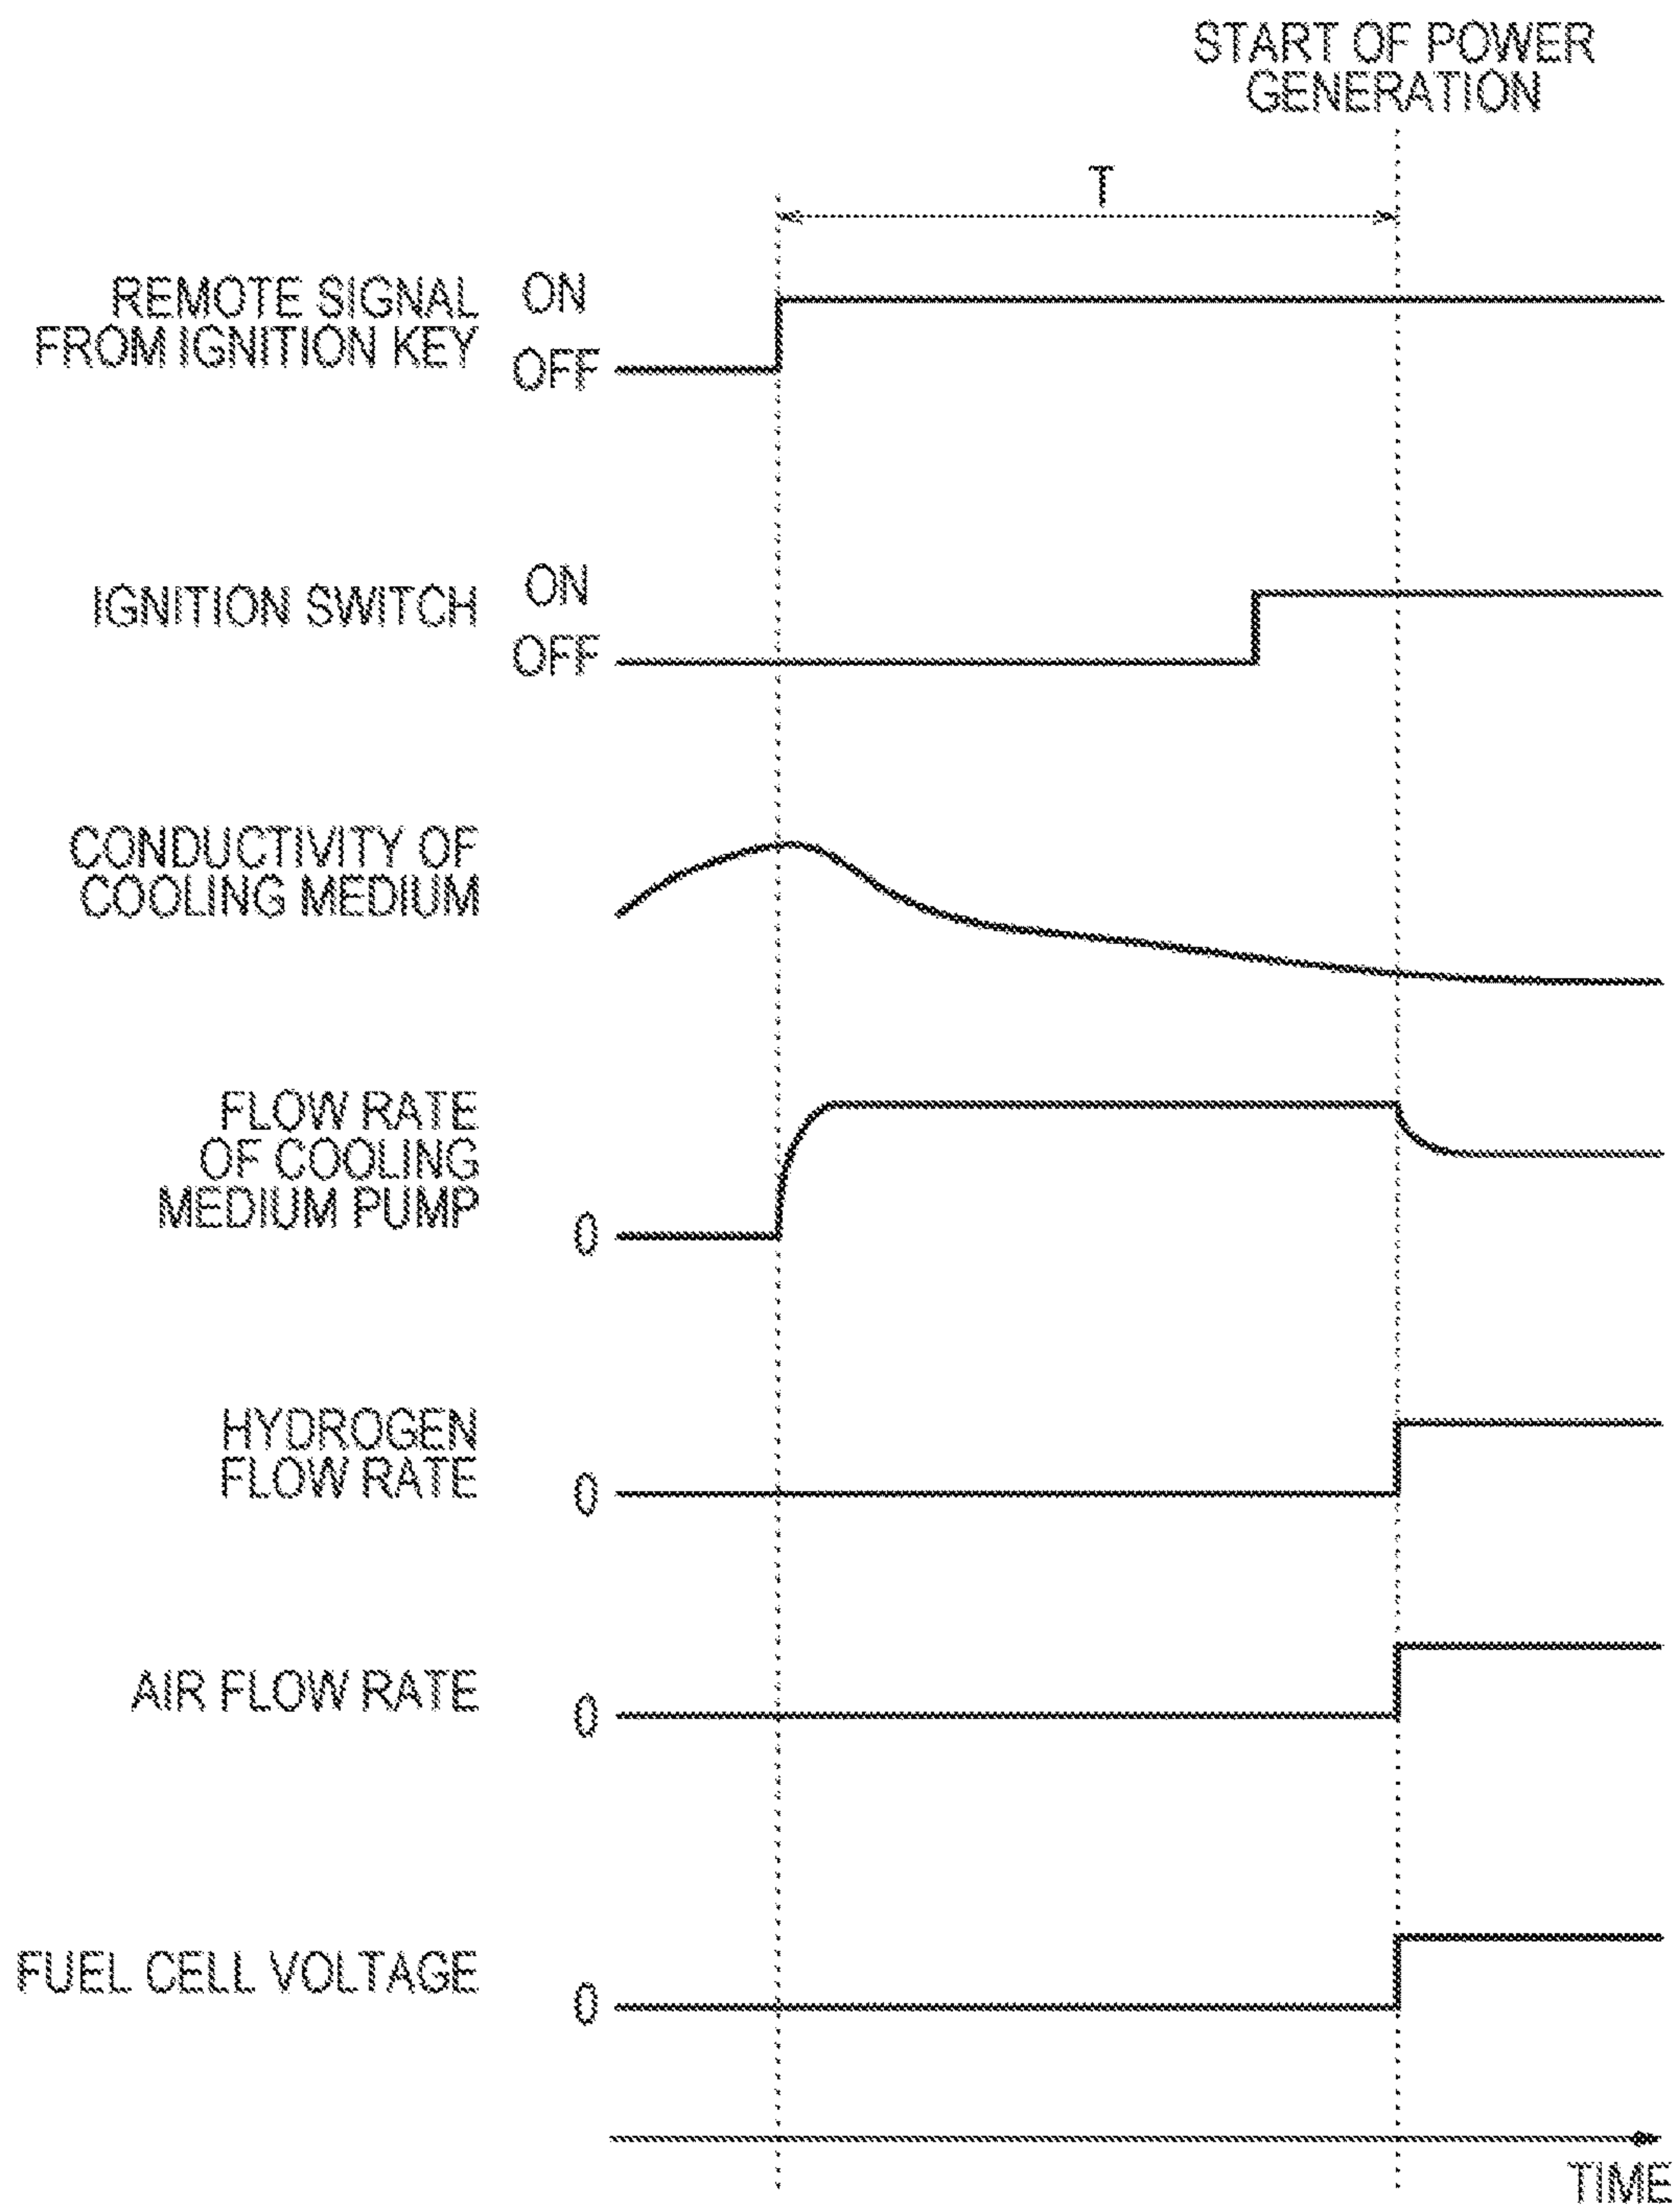 START OF POWER
GENERATION
T
REMOTE SIGNAL
FROM IGNITION KEY
ON
OFF
IGNITION SWITCH
ON
OFF
CONDUCTIVITY OF
COOLING MEDIUM
FLOW RATE
OF COOLING
MEDIUM PUMP
0
HYDROGEN
FLOW RATE
0
AIR FLOW RATE
0
FUEL CELL VOLTAGE
0
TIME